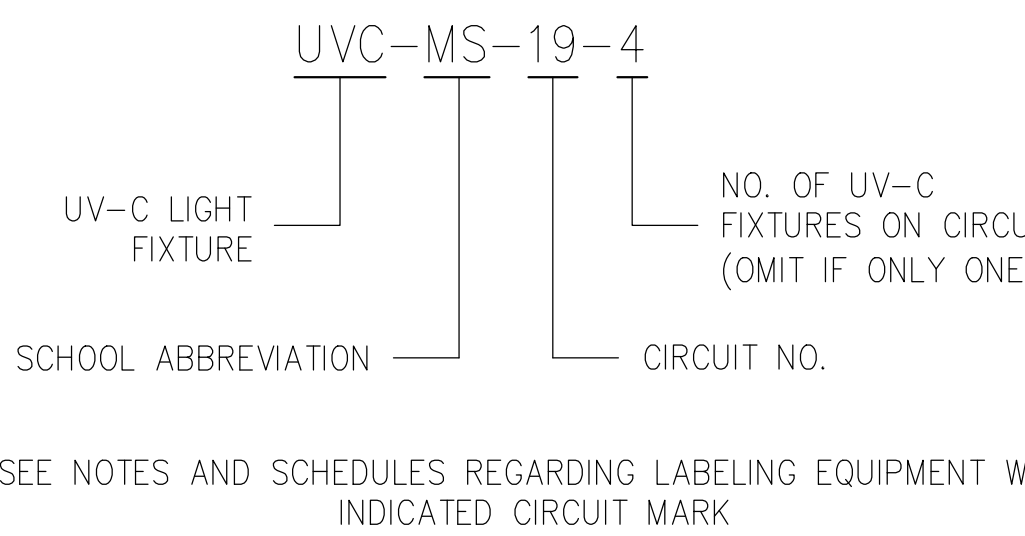 UVC-MS-19-4
UV-C LIGHT
FIXTURE
NO. OF UV-C
FIXTURES ON
(OMIT IF ONLY ONE
SCHOOL ABBREVIATION
CIRCUIT NO.
SEE NOTES AND SCHEDULES REGARDING LABELING EQUIPMENT
INDICATED CIRCUIT MARK